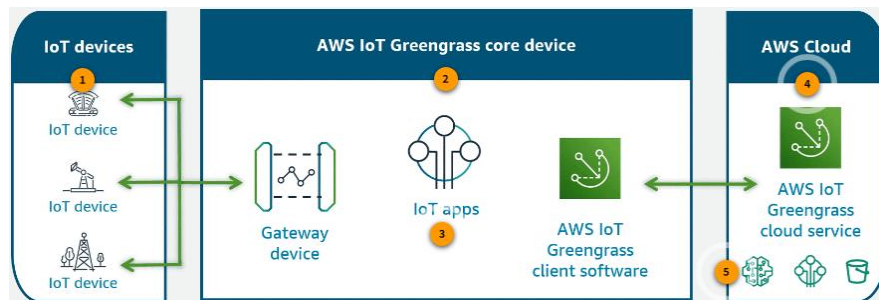 IoT devices
1
IoT device
IoT device
IoT device
AWS IoT Greengrass core device
2
Gateway
device
IoT apps
3
AWS IoT
Greengrass
client software
AWS Cloud
4
AWS IoT
Greengrass
cloud service
5